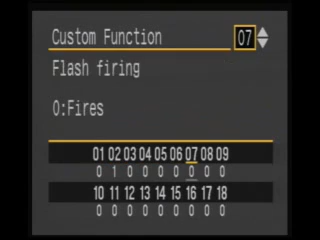 Custom Function 07
Flash firing
0:Fires
01 02 03 04 05 06 07 08 09
0 1 0 0 0 0 0 0 0
10 11 12 13 14 15 16 17 18
0 0 0 0 0 0 0 0 0